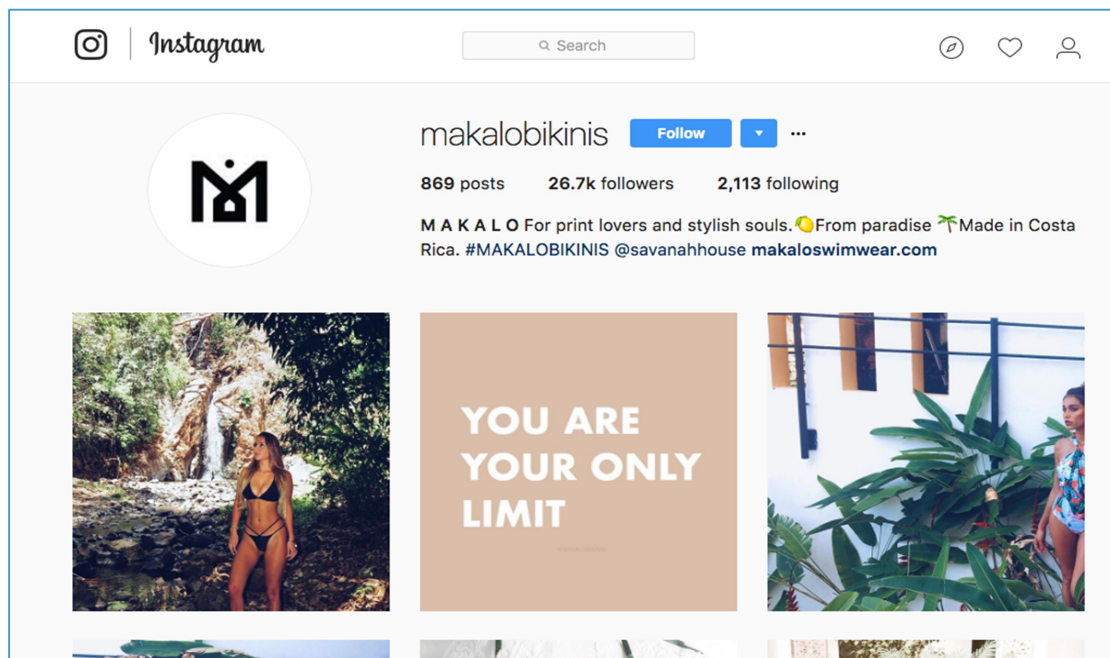 Instagram
Search
makalobikinis Follow
869 posts 26.7k followers 2,113 following
M A K A L O For print lovers and stylish souls.🍋From paradise 🌴Made in Costa
Rica. #MAKALOBIKINIS @savanahhouse makaloswimwear.com
YOU ARE
YOUR ONLY
LIMIT